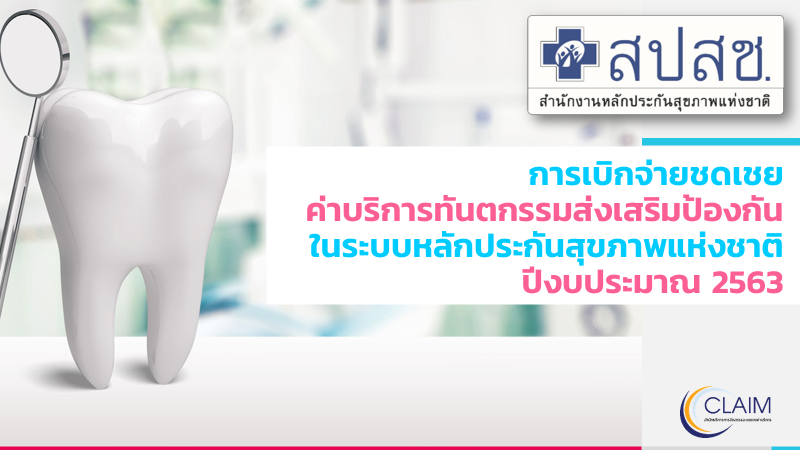 สปสช.
สำนักงานหลักประกันสุขภาพแห่งชาติ
การเบิกจ่ายชดเชย
ค่าบริการทันตกรรมส่งเสริมป้องกัน
ในระบบหลักประกันสุขภาพแห่งชาติ
ปีงบประมาณ 2563
CLAIM